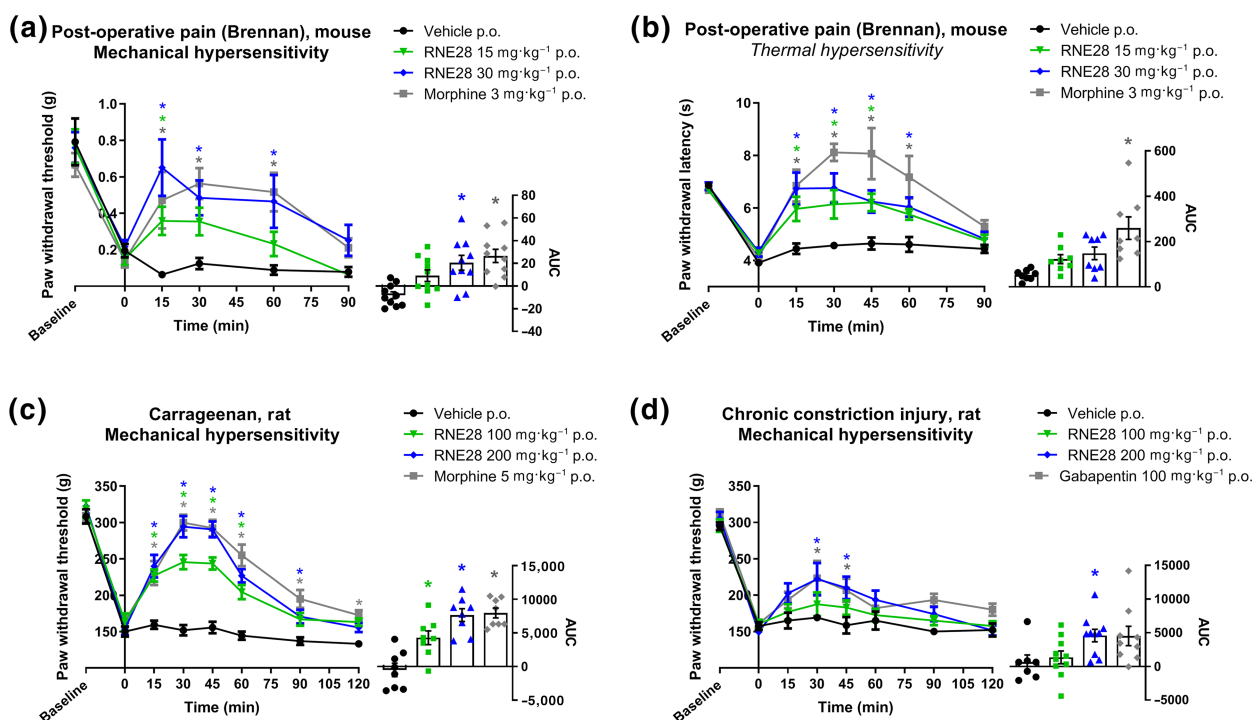 (a) Post-operative pain (Brennan), mouse
Mechanical hypersensitivity
Vehicle p.o.
RNE28 15 mg·kg⁻¹ p.o.
RNE28 30 mg·kg⁻¹ p.o.
Morphine 3 mg·kg⁻¹ p.o.
Paw withdrawal threshold (g)
1.0
0.8
0.6
0.4
0.2
* * *
* *
* *
Baseline
0 15 30 45 60 75 90
Time (min)
* *
80
60
40
20
0
−20
−40
AUC
(b) Post-operative pain (Brennan), mouse
Thermal hypersensitivity
Vehicle p.o.
RNE28 15 mg·kg⁻¹ p.o.
RNE28 30 mg·kg⁻¹ p.o.
Morphine 3 mg·kg⁻¹ p.o.
Paw withdrawal latency (s)
10
8
6
4
* * *
* * *
* * *
* *
Baseline
0 15 30 45 60 75 90
Time (min)
*
600
400
200
0
AUC
(c) Carrageenan, rat
Mechanical hypersensitivity
Vehicle p.o.
RNE28 100 mg·kg⁻¹ p.o.
RNE28 200 mg·kg⁻¹ p.o.
Morphine 5 mg·kg⁻¹ p.o.
Paw withdrawal threshold (g)
350
300
250
200
150
* * *
* * *
* * *
* * *
* *
*
Baseline
0 15 30 45 60 75 90 105 120
Time (min)
* * *
15,000
10000
5,000
0
−5,000
AUC
(d) Chronic constriction injury, rat
Mechanical hypersensitivity
Vehicle p.o.
RNE28 100 mg·kg⁻¹ p.o.
RNE28 200 mg·kg⁻¹ p.o.
Gabapentin 100 mg·kg⁻¹ p.o.
Paw withdrawal threshold (g)
350
300
250
200
150
* *
* *
Baseline
0 15 30 45 60 75 90 105 120
Time (min)
*
15000
10000
5000
0
−5000
AUC